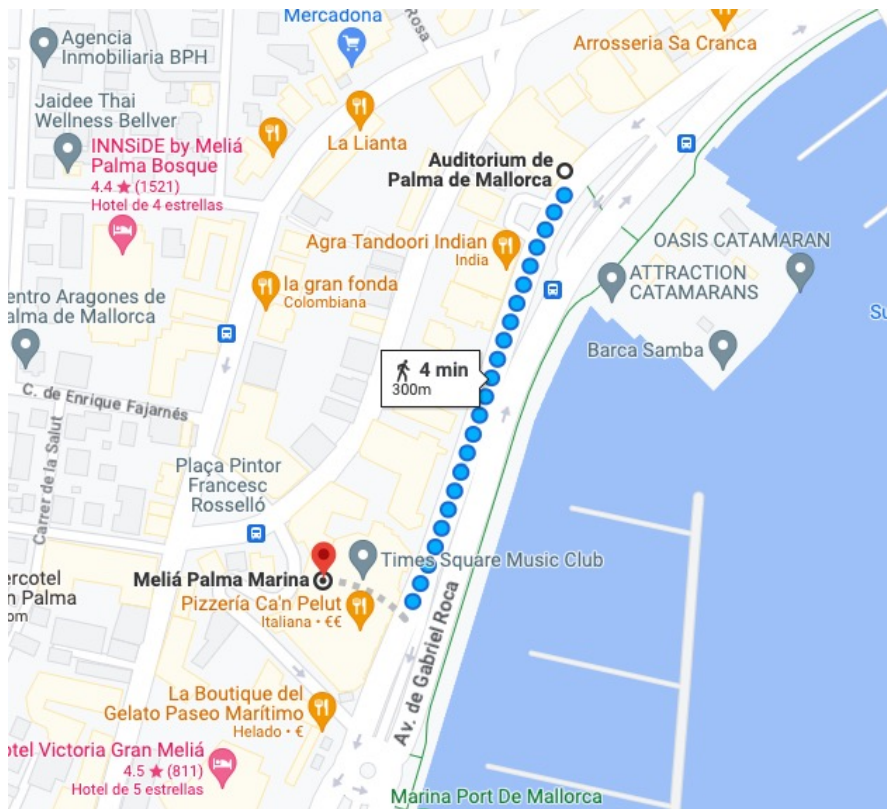 Mercadona
Rosa
Agencia
Inmobiliaria BPH
Arrosseria Sa Cranca
Jaidee Thai
Wellness Bellver
La Llanta
INNSiDE by Meliá
Palma Bosque
4.4 ★ (1521)
Hotel de 4 estrellas
Auditorium de
Palma de Mallorca
Agra Tandoori Indian
India
OASIS CATAMARAN
ATTRACTION
CATAMARANS
la gran fonda
Colombiana
entro Aragones de
alma de Mallorca
Su
Barca Samba
4 min
300m
C. de Enrique Fajarnés
Carrer de la Salut
Plaça Pintor
Francesc
Rosselló
Times Square Music Club
Meliá Palma Marina
ercotel
n Palma
om
Pizzería Ca'n Pelut
Italiana • €€
Av. de Gabriel Roca
La Boutique del
Gelato Paseo Marítimo
Helado • €
otel Victoria Gran Meliá
4.5 ★ (811)
Hotel de 5 estrellas
Marina Port De Mallorca